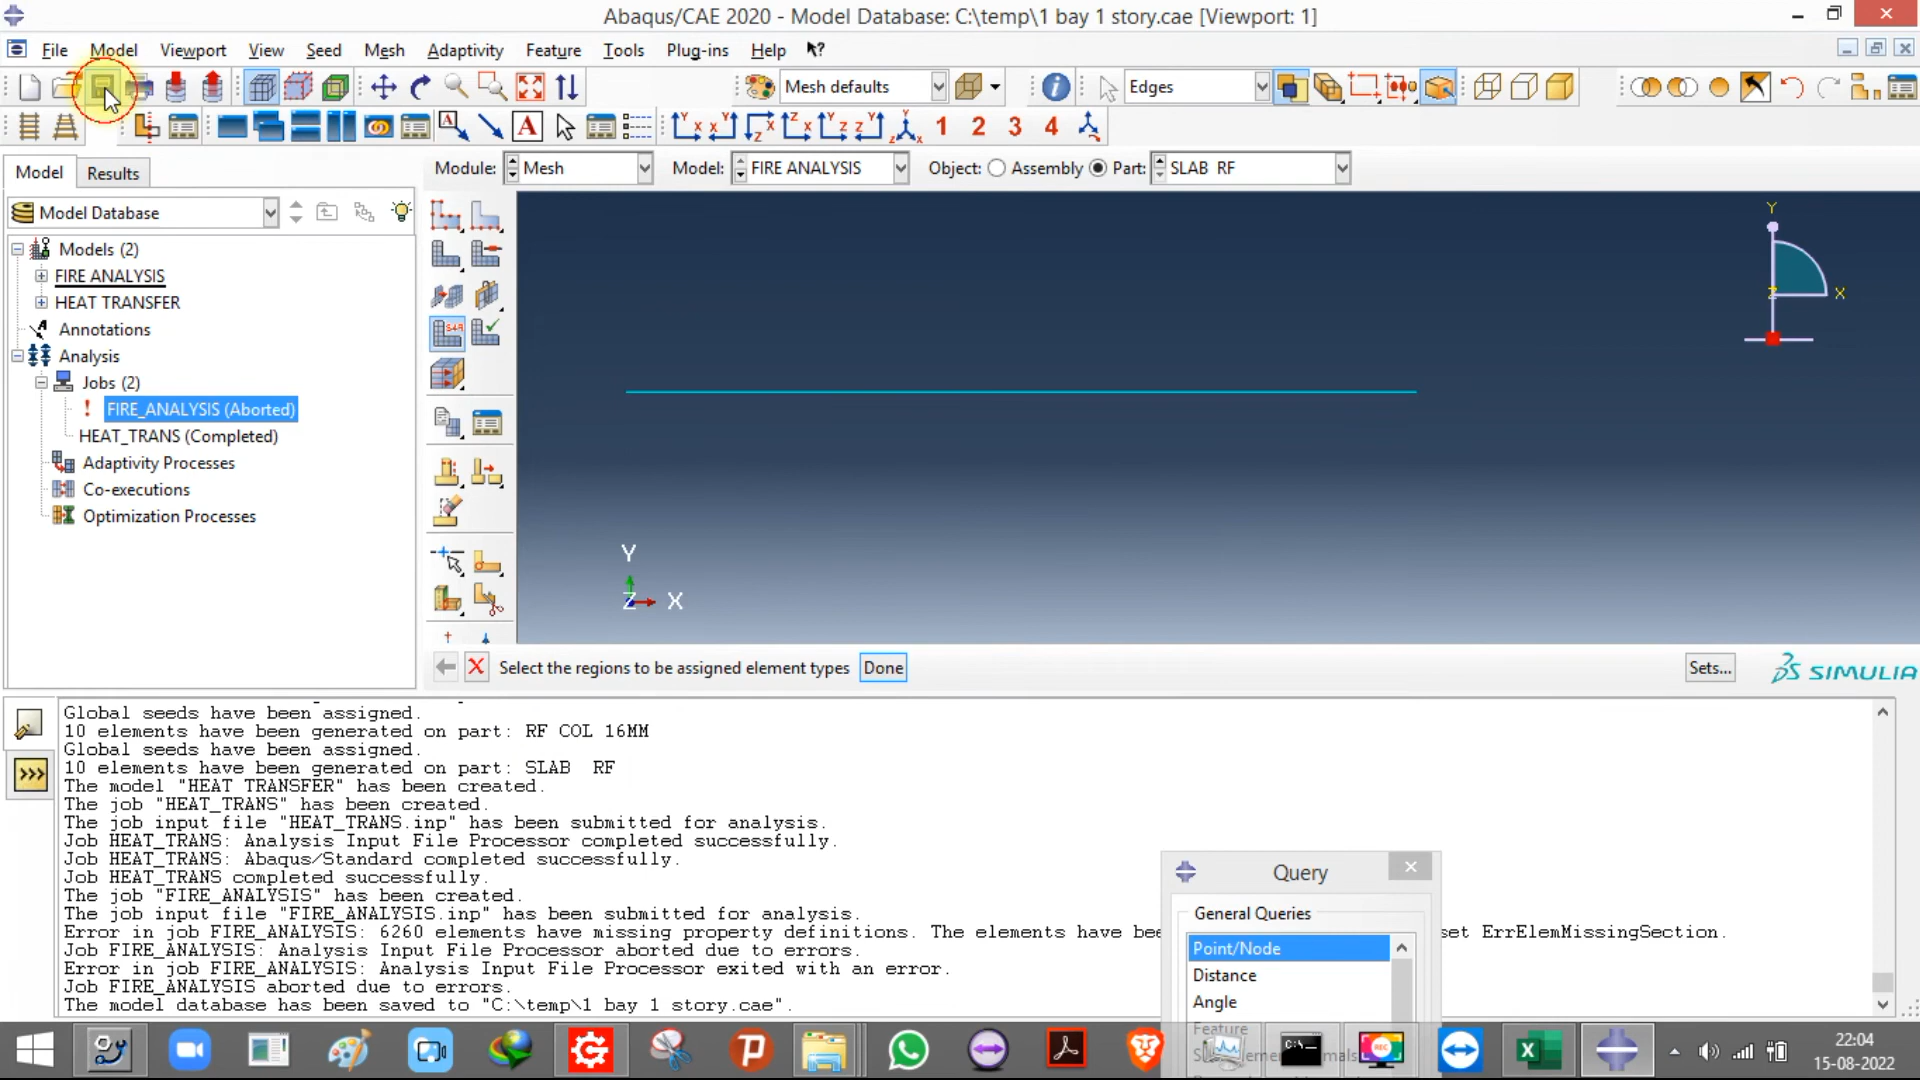 Abaqus/CAE 2020 - Model Database: C:\temp\1 bay 1 story.cae [Viewport: 1]
File Model Viewport View Seed Mesh Adaptivity Feature Tools Plug-ins Help
Mesh defaults Edges
1 2 3 4
Model Results Module: Mesh Model: FIRE ANALYSIS Object: Assembly Part: SLAB RF
Model Database
Models (2)
FIRE ANALYSIS
HEAT TRANSFER
Annotations
Analysis
Jobs (2)
FIRE_ANALYSIS (Aborted)
HEAT_TRANS (Completed)
Adaptivity Processes
Co-executions
Optimization Processes
Y
Z X
Y
Z X
Select the regions to be assigned element types Done Sets... SIMULIA
Global seeds have been assigned.
10 elements have been generated on part: RF COL 16MM
Global seeds have been assigned.
10 elements have been generated on part: SLAB RF
The model "HEAT TRANSFER" has been created.
The job "HEAT_TRANS" has been created.
The job input file "HEAT_TRANS.inp" has been submitted for analysis.
Job HEAT_TRANS: Analysis Input File Processor completed successfully.
Job HEAT_TRANS: Abaqus/Standard completed successfully.
Job HEAT_TRANS completed successfully.
The job "FIRE_ANALYSIS" has been created.
The job input file "FIRE_ANALYSIS.inp" has been submitted for analysis.
Error in job FIRE_ANALYSIS: 6260 elements have missing property definitions. The elements have bee set ErrElemMissingSection.
Job FIRE_ANALYSIS: Analysis Input File Processor aborted due to errors.
Error in job FIRE_ANALYSIS: Analysis Input File Processor exited with an error.
Job FIRE_ANALYSIS aborted due to errors.
The model database has been saved to "C:\temp\1 bay 1 story.cae".
Query
General Queries
Point/Node
Distance
Angle
Feature
22:04
15-08-2022